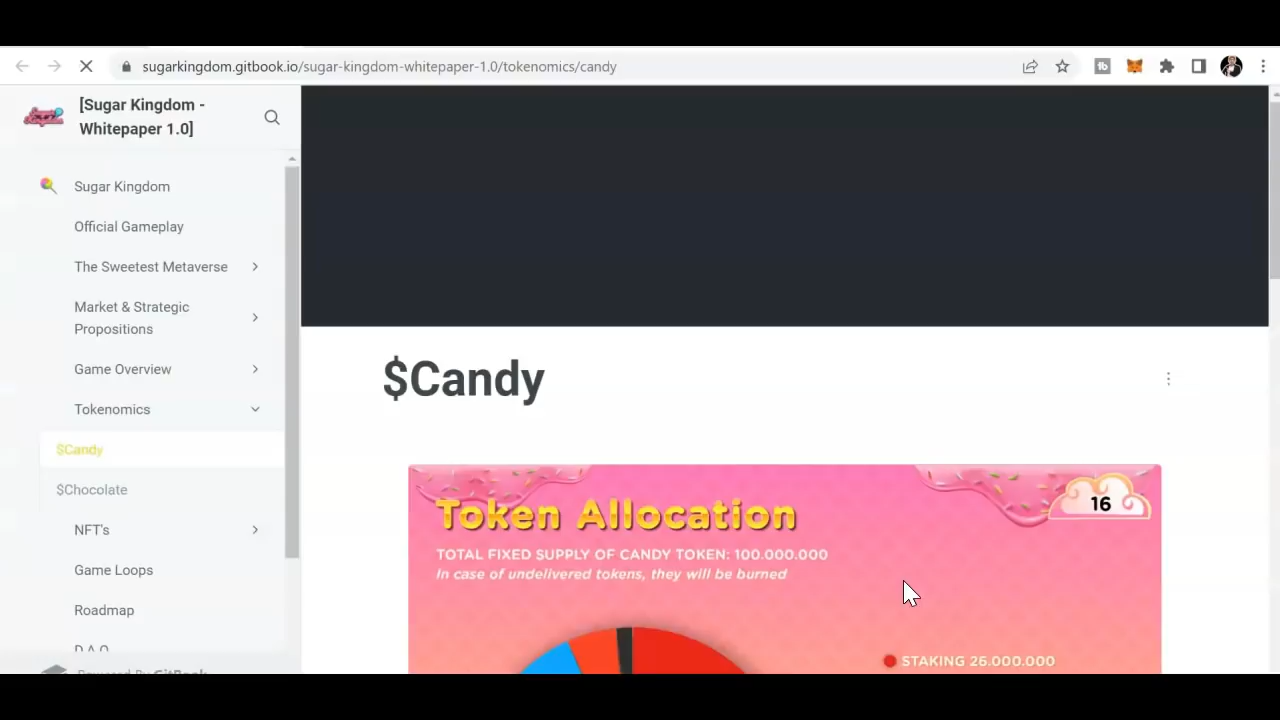 sugarkingdom.gitbook.io/sugar-kingdom-whitepaper-1.0/tokenomics/candy
[Sugar Kingdom -
Whitepaper 1.0]
Sugar Kingdom
Official Gameplay
The Sweetest Metaverse
Market & Strategic
Propositions
Game Overview
Tokenomics
$Candy
$Chocolate
NFT's
Game Loops
Roadmap
D.A.O
Powered By GitBook
$Candy
Token Allocation
16
TOTAL FIXED SUPPLY OF CANDY TOKEN: 100.000.000
In case of undelivered tokens, they will be burned
STAKING 26.000.000